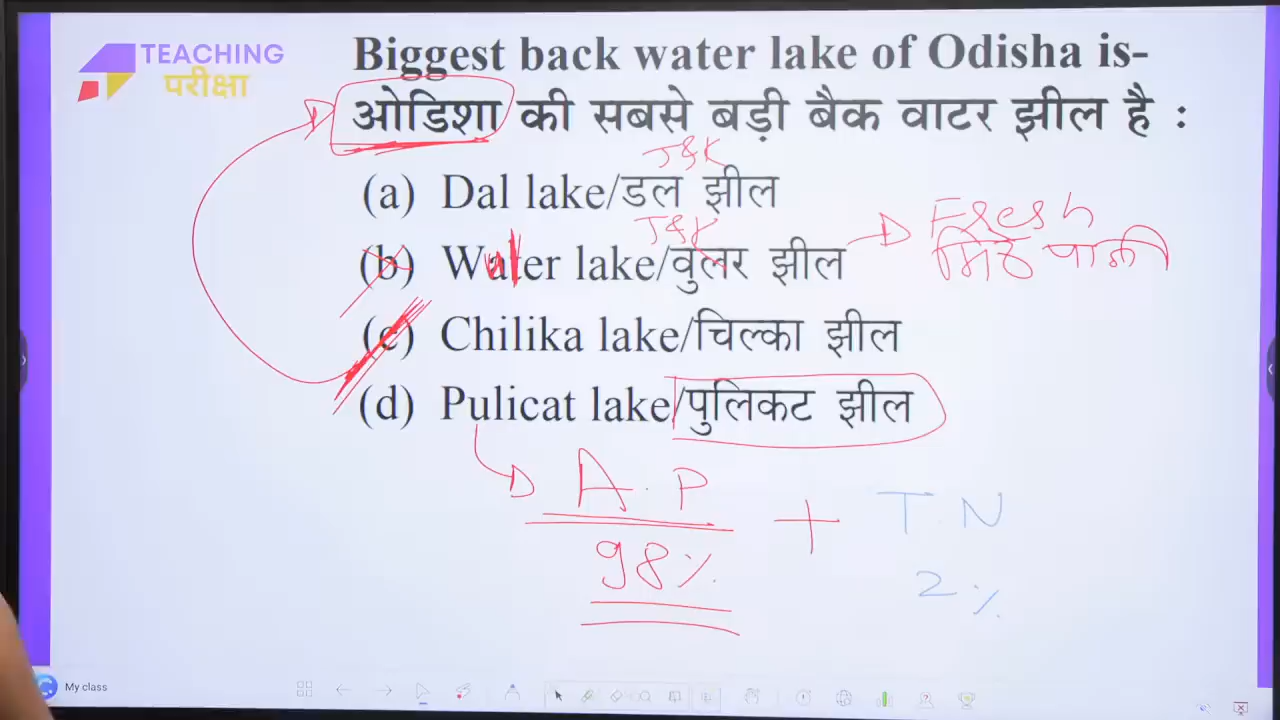 TEACHING
परीक्षा
Biggest back water lake of Odisha is-
ओडिशा की सबसे बड़ी बैक वाटर झील है :
J&K
(a) Dal lake/डल झील
J&K
(b) Water lake/वुलर झील
Fresh
मिठे पानी
(c) Chilika lake/चिल्का झील
(d) Pulicat lake/पुलिकट झील
A.P + T.N
98% 2%
My class